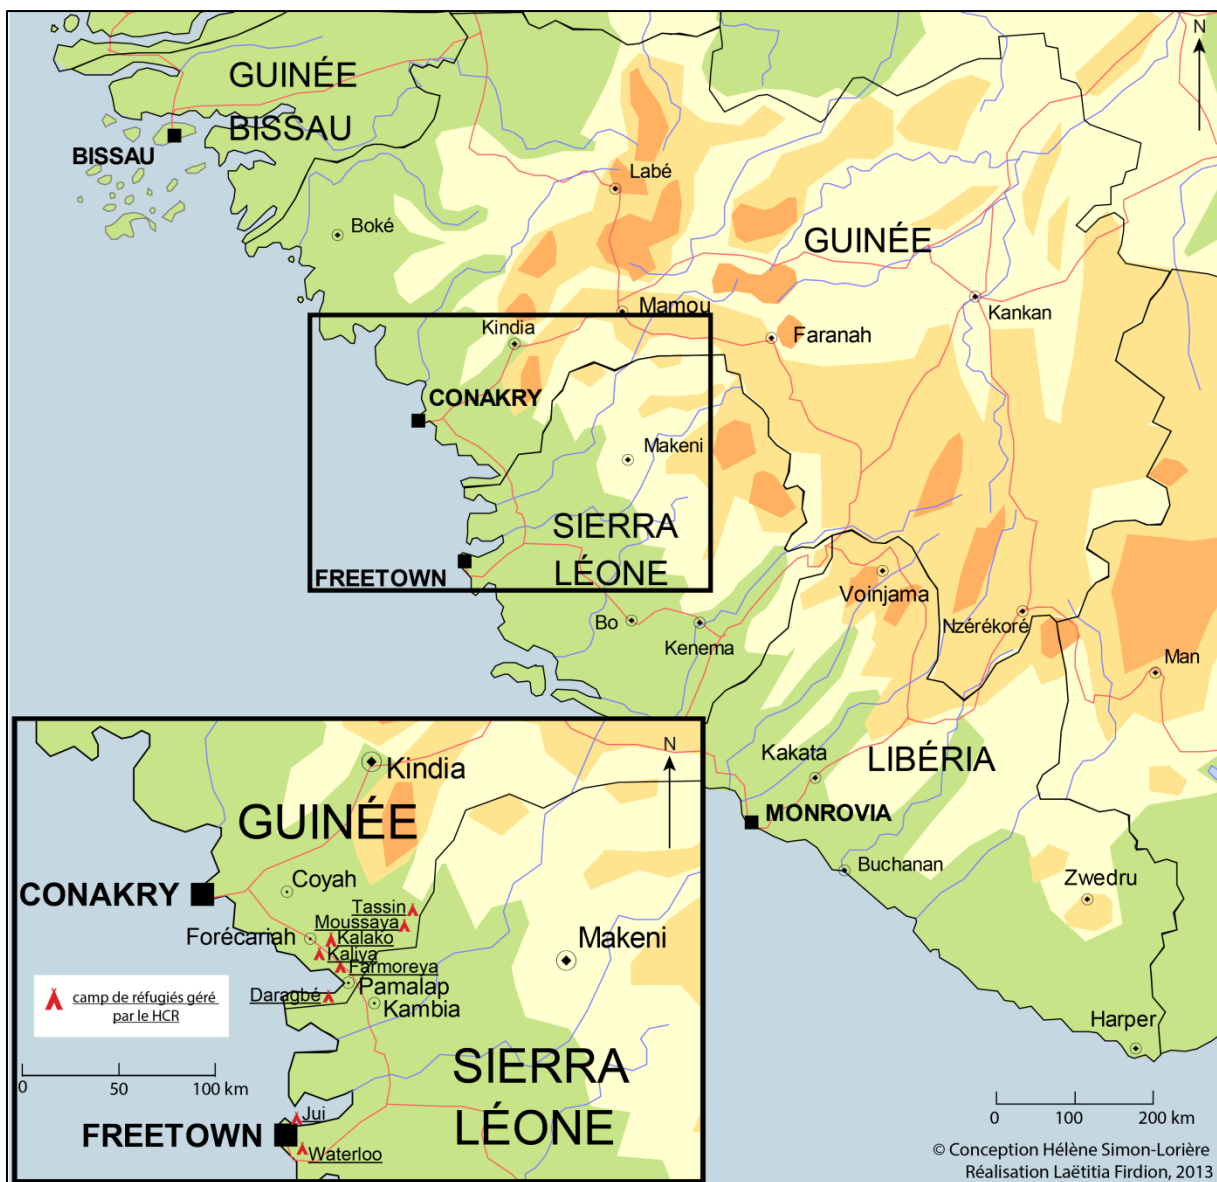 N
GUINÉE
BISSAU
BISSAU
Labé
Boké
GUINÉE
Kankan
Mamou
Kindia
Faranah
CONAKRY
Makeni
SIERRA
LÉONE
FREETOWN
Voinjama
Nzérékoré
Bo
Kenema
Man
Kakata
LIBÉRIA
MONROVIA
Buchanan
Zwedru
Harper
0 100 200 km
© Conception Hélène Simon-Lorière
Réalisation Laëtitia Firdion, 2013
N
Kindia
GUINÉE
Coyah
CONAKRY
Tassin
Moussaya
Forécariah
Kalako
Kaliya
Farmoreya
Makeni
Daragbé
Pamalap
Kambia
camp de réfugiés géré
par le HCR
0 50 100 km
SIERRA
LÉONE
Jui
FREETOWN
Waterloo